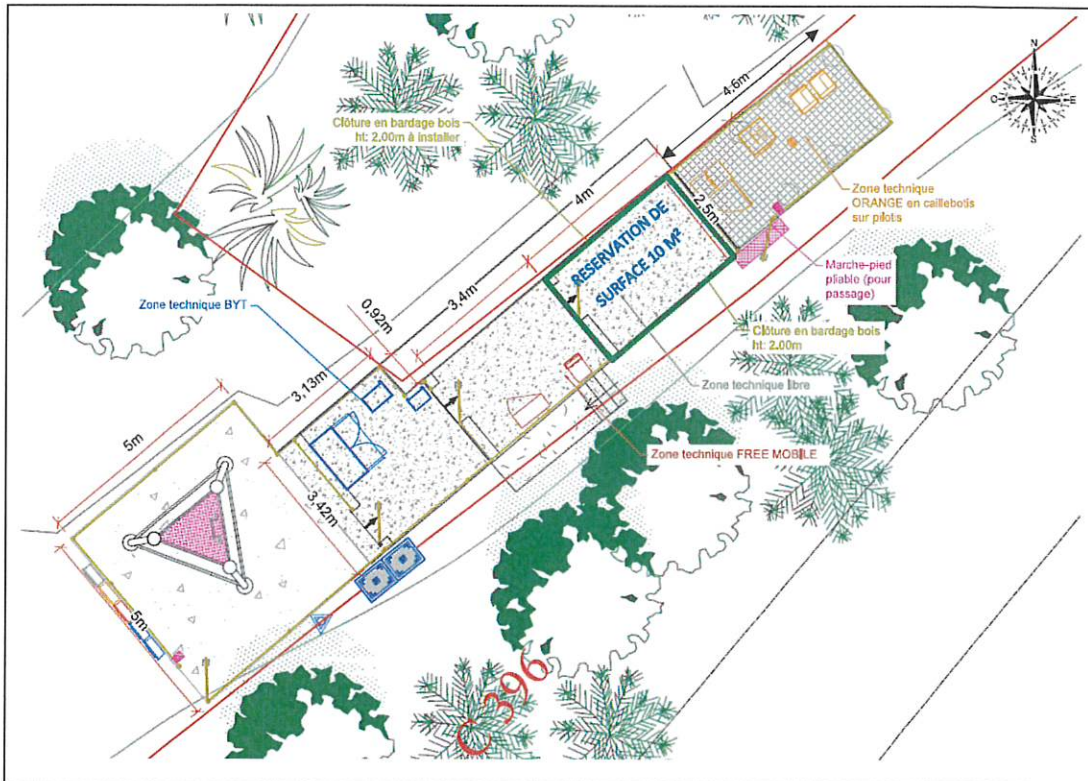 N
O
E
S
4,6m
Clôture en bardage bois
ht: 2,00m à installer
4m
2,5m
Zone technique
ORANGE en caillebotis
sur pilotis
RESERVATION DE
SURFACE 10 M²
Marche-pied
pliable (pour
passage)
Zone technique BYT
0,92m
3,4m
Clôture en bardage bois
ht: 2.00m
Zone technique libre
3,13m
5m
Zone technique FREE MOBILE
3,42m
5m
C 396